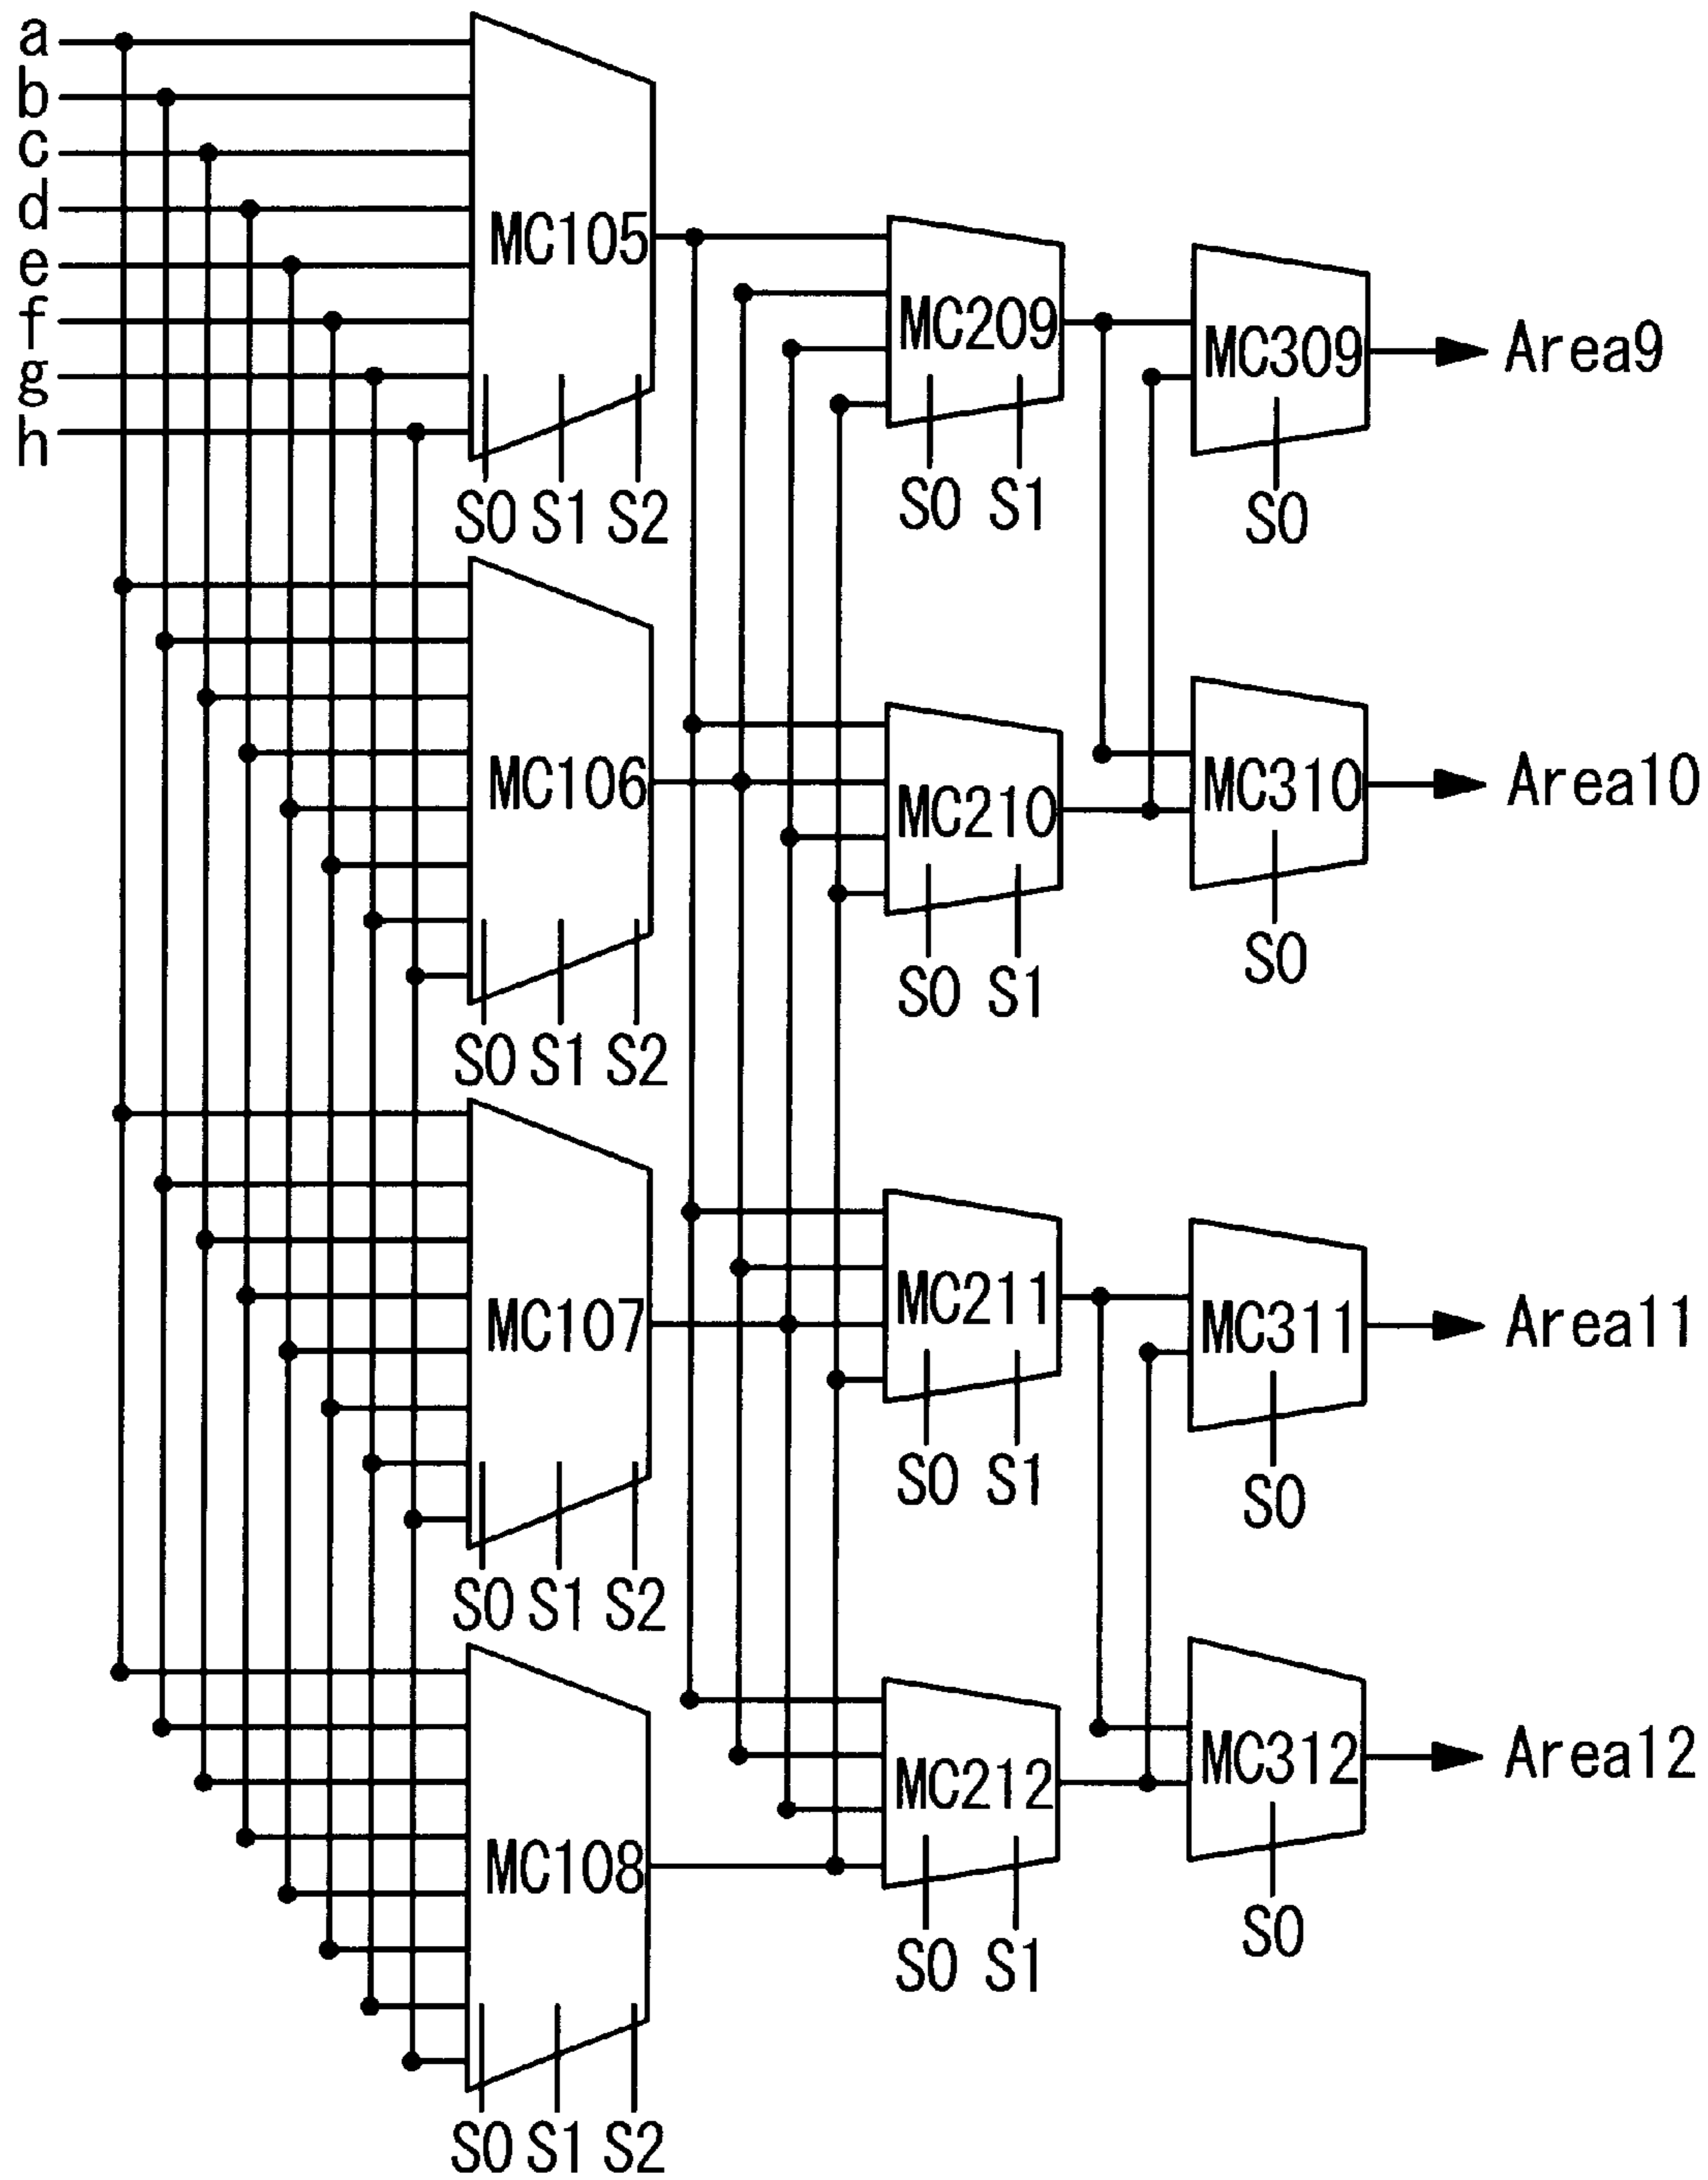 a
b
c
d
e
f
g
h
MC105
S0 S1 S2
MC209
S0 S1
MC309
S0
Area9
MC106
S0 S1 S2
MC210
S0 S1
MC310
S0
Area10
MC107
S0 S1 S2
MC211
S0 S1
MC311
S0
Area11
MC108
S0 S1 S2
MC212
S0 S1
MC312
S0
Area12